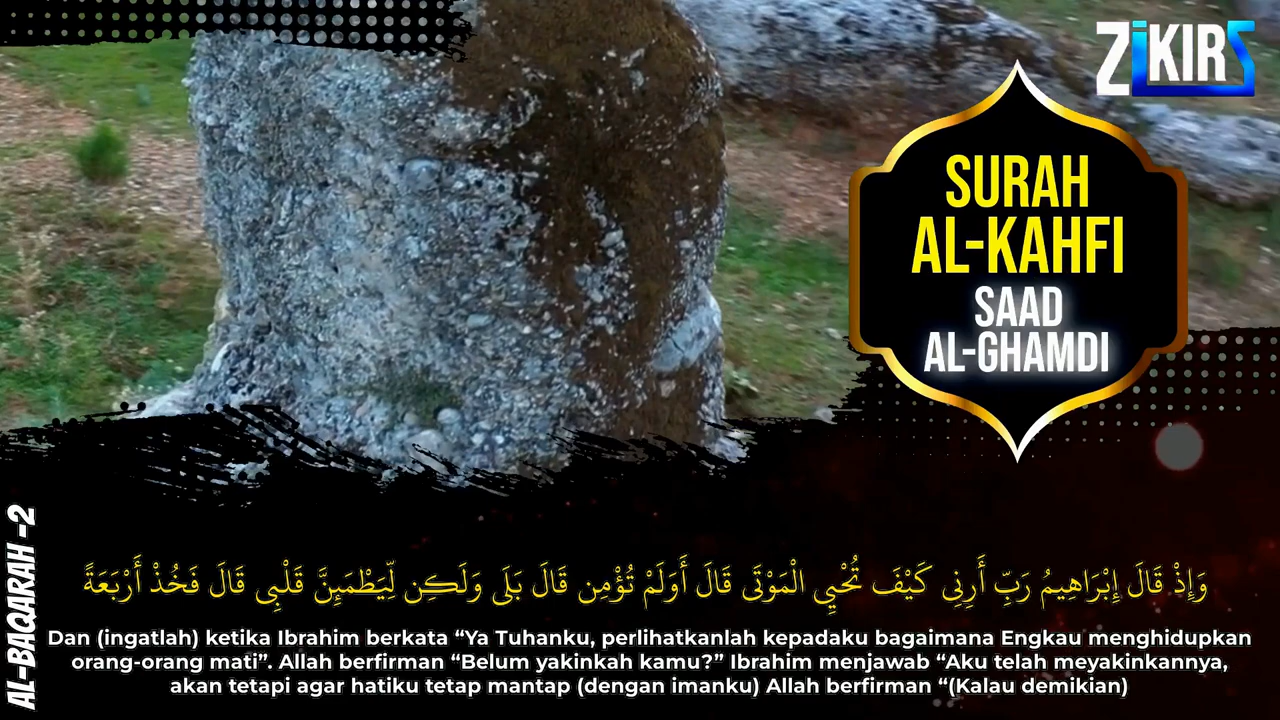 ZiKIR5
SURAH
AL-KAHFI
SAAD
AL-GHAMDI
AL-BAQARAH -2
وَإِذْ قَالَ إِبْرَاهِيمُ رَبِّ أَرِنِي كَيْفَ تُحْيِي الْمَوْتَى قَالَ أَوَلَمْ تُؤْمِن قَالَ بَلَى وَلَكِن لِّيَطْمَئِنَّ قَلْبِي قَالَ فَخُذْ أَرْبَعَةً
Dan (ingatlah) ketika Ibrahim berkata “Ya Tuhanku, perlihatkanlah kepadaku bagaimana Engkau menghidupkan
orang-orang mati”. Allah berfirman “Belum yakinkah kamu?” Ibrahim menjawab “Aku telah meyakinkannya,
akan tetapi agar hatiku tetap mantap (dengan imanku) Allah berfirman “(Kalau demikian)